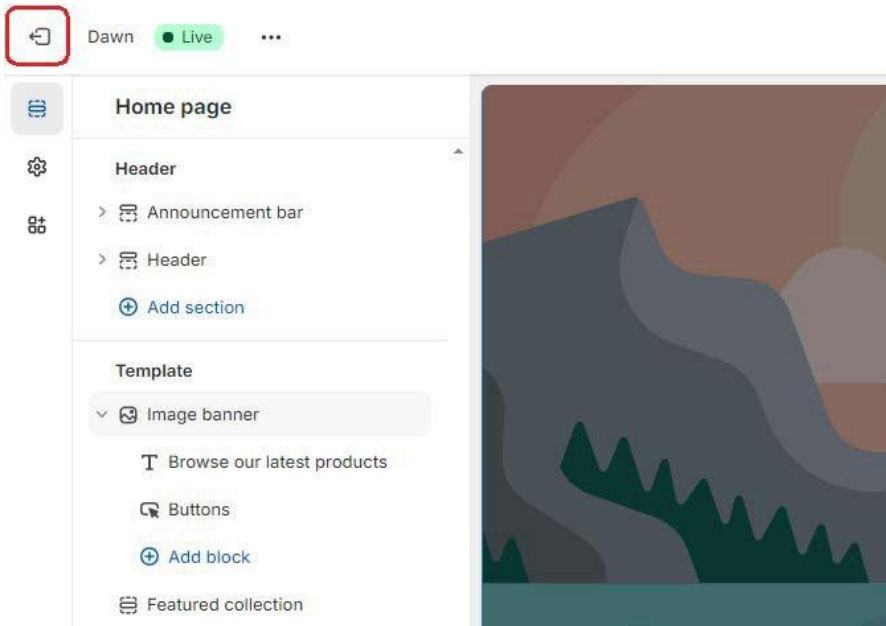 Dawn Live
Home page
Header
Announcement bar
Header
Add section
Template
Image banner
Browse our latest products
Buttons
Add block
Featured collection